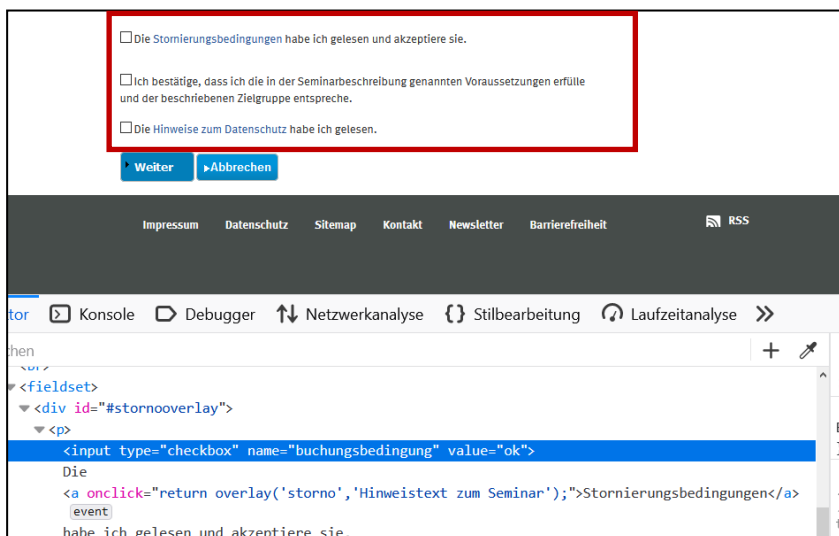 Die Stornierungsbedingungen habe ich gelesen und akzeptiere sie.
Ich bestätige, dass ich die in der Seminarbeschreibung genannten Voraussetzungen erfülle
und der beschriebenen Zielgruppe entspreche.
Die Hinweise zum Datenschutz habe ich gelesen.
Weiter Abbrechen
Impressum Datenschutz Sitemap Kontakt Newsletter Barrierefreiheit RSS
tor Konsole Debugger Netzwerkanalyse {} Stilbearbeitung Laufzeitanalyse
chen
<br>
<fieldset>
<div id="#stornooverlay">
<p>
<input type="checkbox" name="buchungsbedingung" value="ok">
Die
<a onclick="return overlay('storno','Hinweistext zum Seminar');">Stornierungsbedingungen</a>
event
habe ich gelesen und akzeptiere sie.